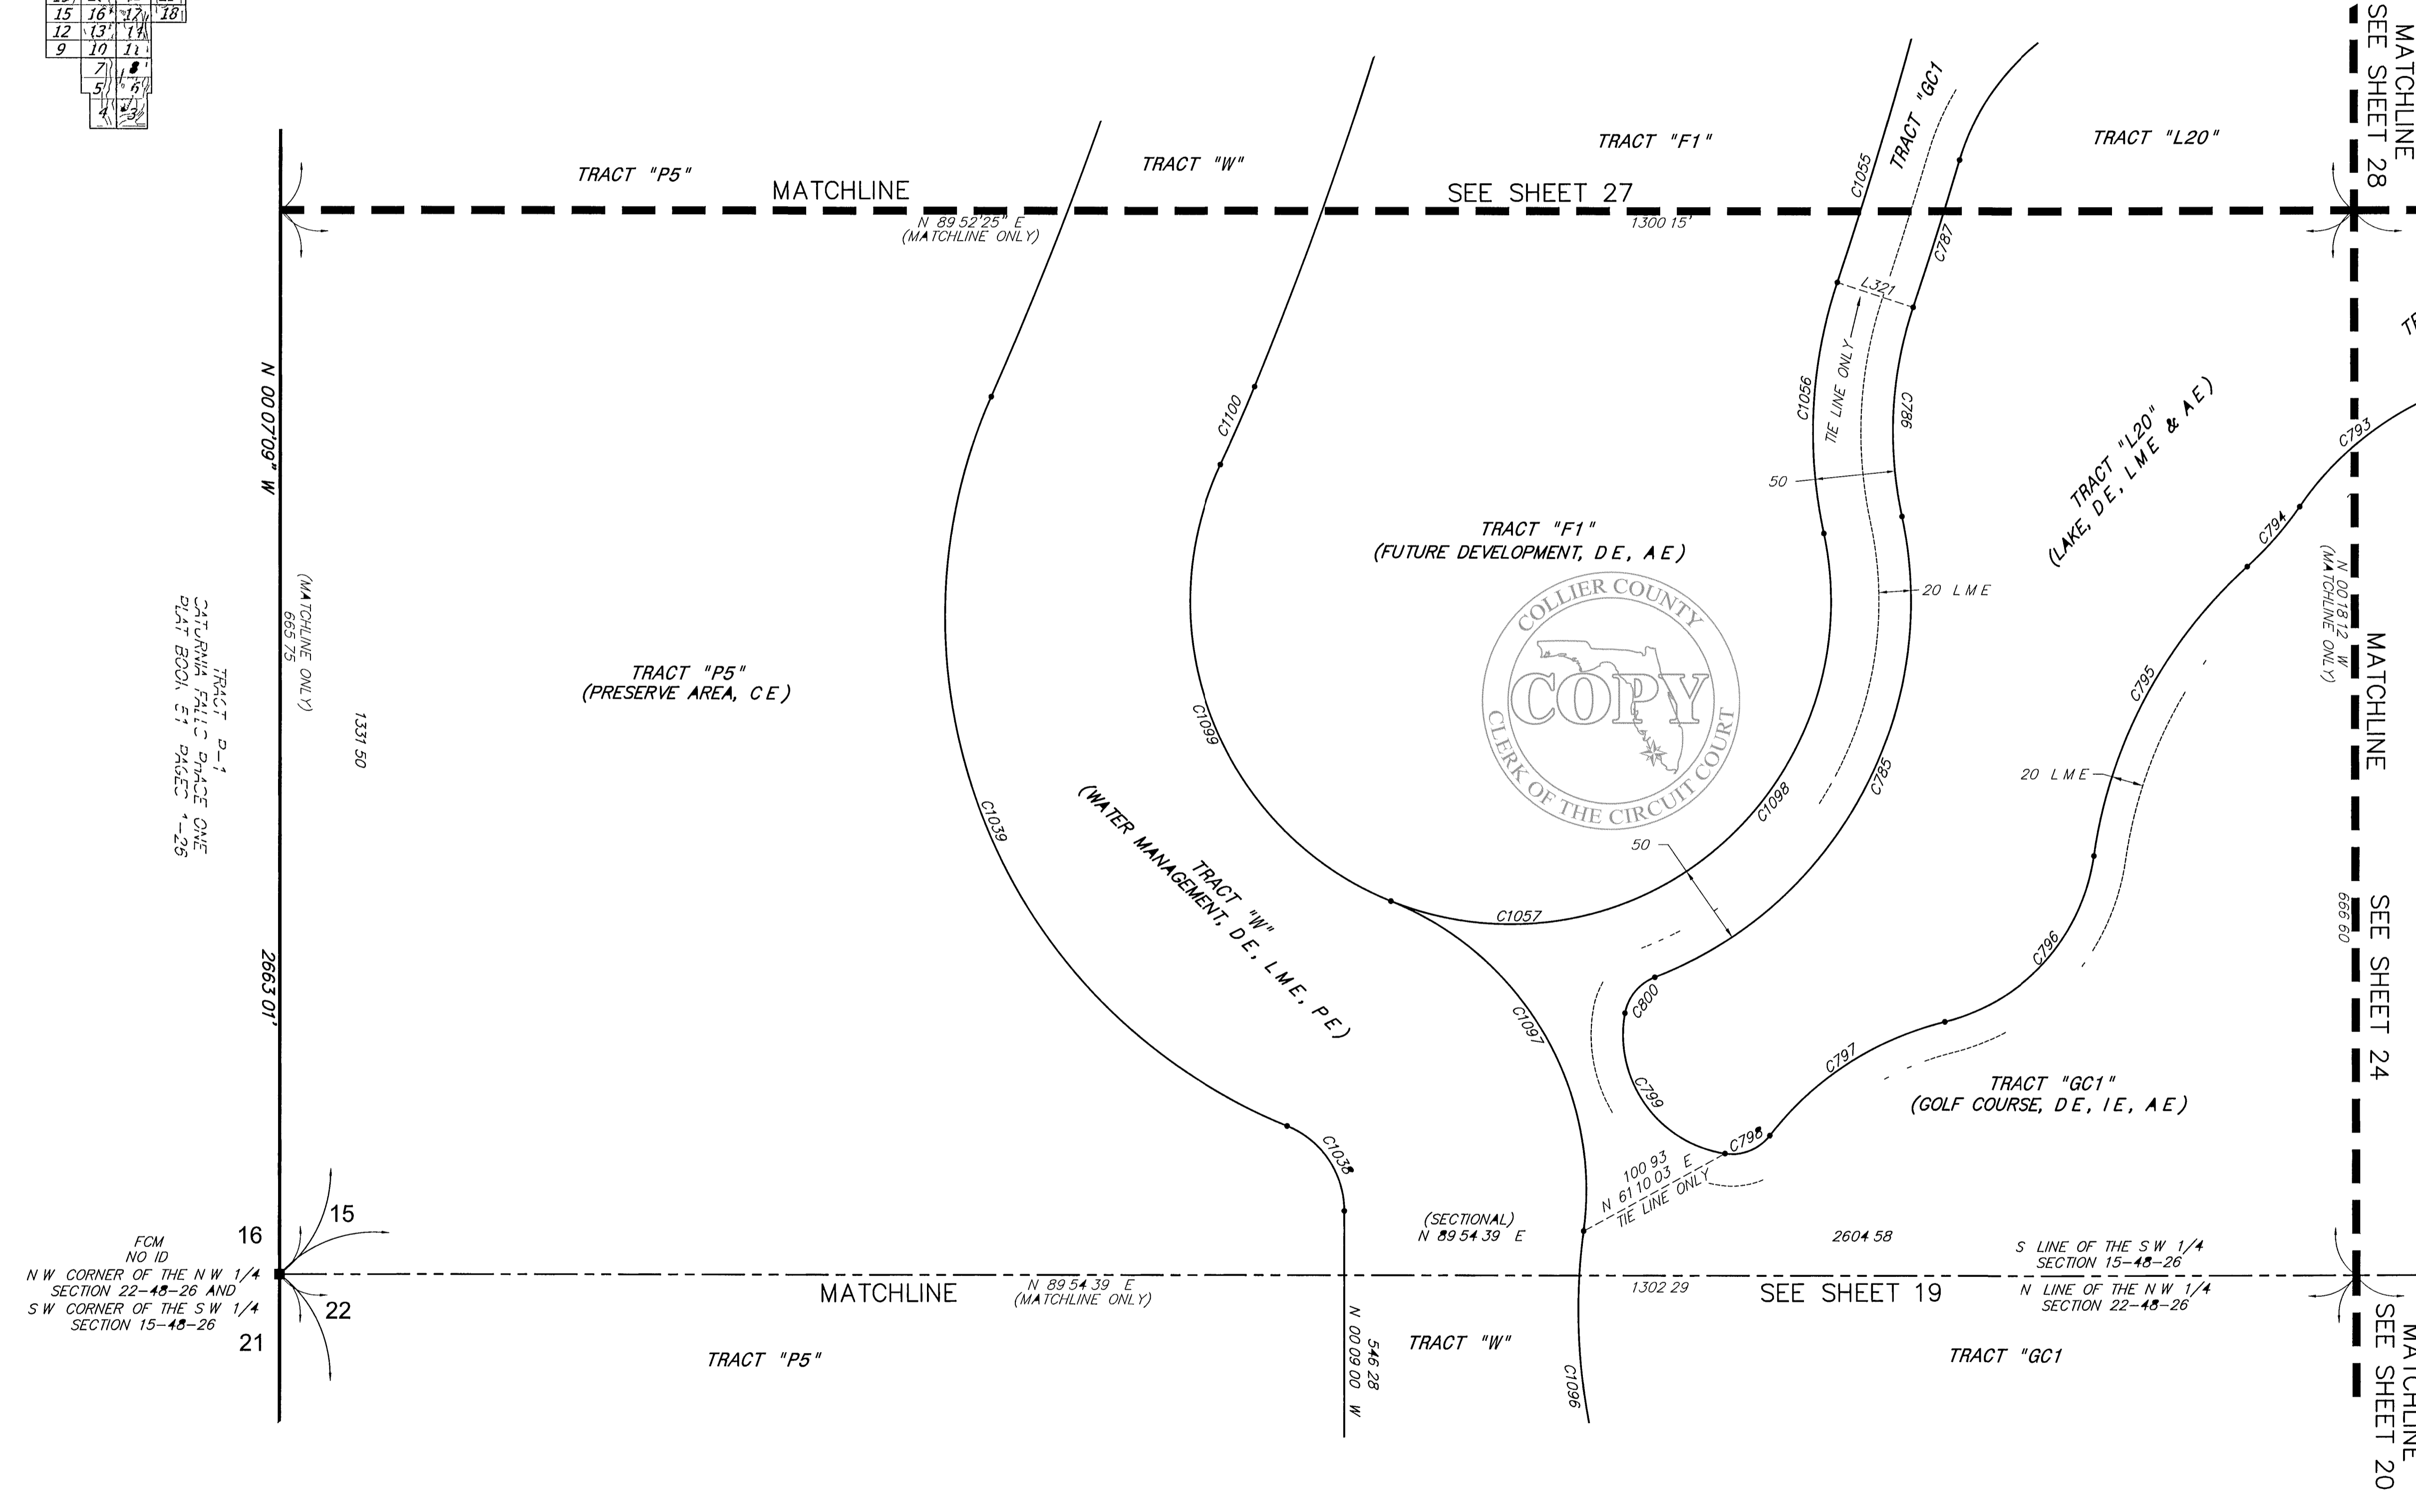 15 16 17 18
12 13 14
9 10 11
7 8
5 6
4 3
MATCHLINE
SEE SHEET 28
TRACT "P5"
TRACT "W"
TRACT "F1"
TRACT "GC1
TRACT "L20"
C1055
MATCHLINE
SEE SHEET 27
N 89 52'25" E
(MATCHLINE ONLY)
1300 15'
C787
L321
TIE LINE ONLY
N 00 07'09" W
C1100
C1056
C786
C793
C794
50
TRACT "L20"
(LAKE, D E, L M E & A E)
TRACT "F1"
(FUTURE DEVELOPMENT, D E, A E)
20 L M E
N 00 18 12 W
(MATCHLINE ONLY)
COLLIER COUNTY
COPY
CLERK OF THE CIRCUIT COURT
(MATCHLINE ONLY)
665 75
1331 50
TRACT
PHASE ONE
PLAT BOOK 51 PAGES 1-26
TRACT "P5"
(PRESERVE AREA, C E)
C1099
C795
MATCHLINE
C1039
C785
C1098
20 L M E
50
(WATER MANAGEMENT, D E, L M E, P E)
TRACT "W"
C1057
C796
666 60
SEE SHEET 24
2663 01'
C800
C1097
C797
C799
TRACT "GC1"
(GOLF COURSE, D E, I E, A E)
C798
C1038
100 93
N 61 10 03 E
TIE LINE ONLY
(SECTIONAL)
N 89 54 39 E
2604 58
S LINE OF THE S W 1/4
SECTION 15-48-26
16
15
FCM
NO ID
N W CORNER OF THE N W 1/4
SECTION 22-48-26 AND
S W CORNER OF THE S W 1/4
SECTION 15-48-26
21
22
MATCHLINE
N 89 54 39 E
(MATCHLINE ONLY)
1302 29
SEE SHEET 19
N LINE OF THE N W 1/4
SECTION 22-48-26
TRACT "P5"
546 28
N 00 09 00 W
TRACT "W"
C1096
TRACT "GC1
MATCHLINE
SEE SHEET 20